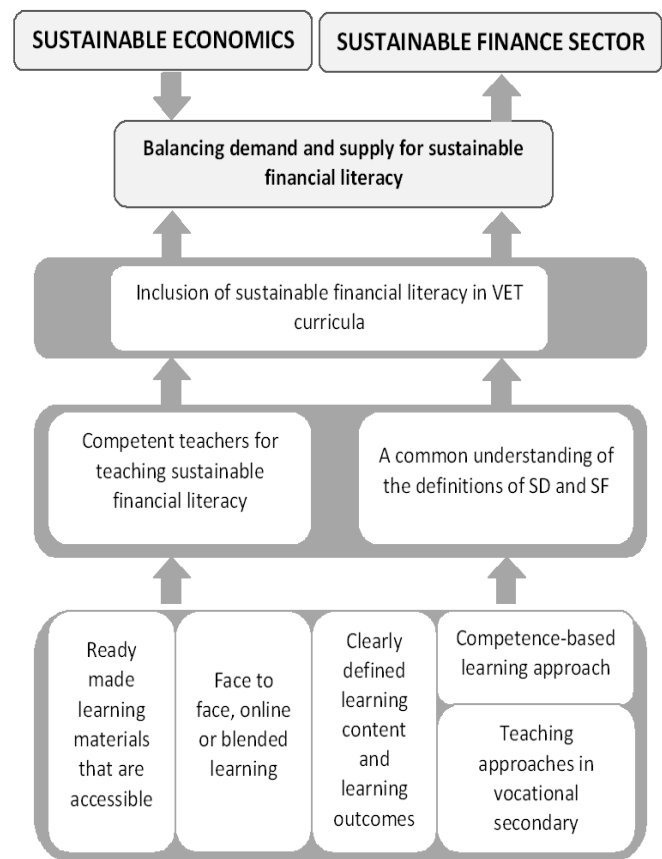 SUSTAINABLE ECONOMICS
SUSTAINABLE FINANCE SECTOR
Balancing demand and supply for sustainable
financial literacy
Inclusion of sustainable financial literacy in VET
curricula
Competent teachers for
teaching sustainable
financial literacy
A common understanding of
the definitions of SD and SF
Ready
made
learning
materials
that are
accessible
Face to
face, online
or blended
learning
Clearly
defined
learning
content
and
learning
outcomes
Competence-based
learning approach
Teaching
approaches in
vocational
secondary